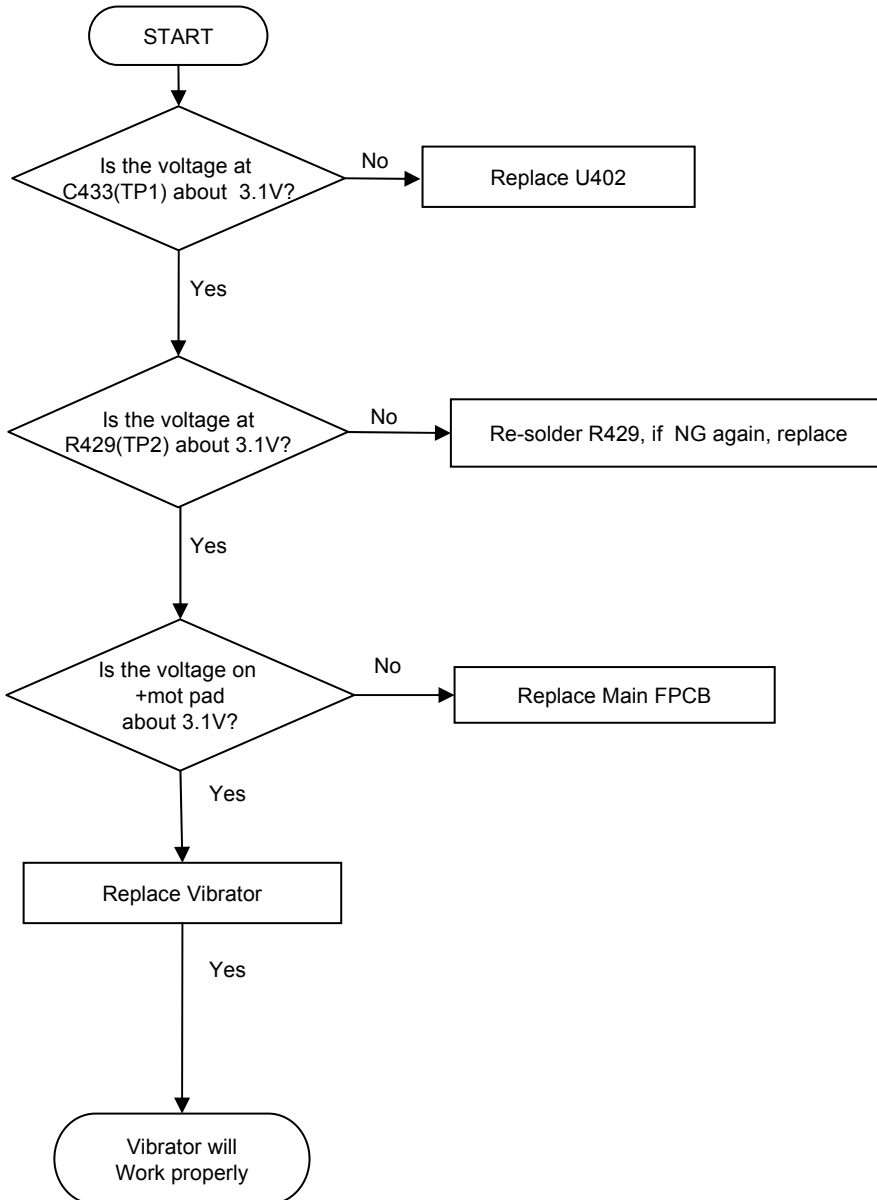 START
Is the voltage at
C433(TP1) about 3.1V?
No
Replace U402
Yes
Is the voltage at
R429(TP2) about 3.1V?
No
Re-solder R429, if NG again, replace
Yes
Is the voltage on
+mot pad
about 3.1V?
No
Replace Main FPCB
Yes
Replace Vibrator
Yes
Vibrator will
Work properly